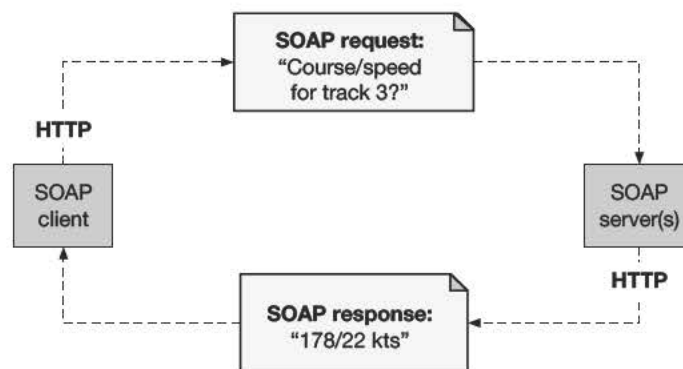 SOAP request:
“Course/speed
for track 3?”
HTTP
SOAP
client
SOAP
server(s)
HTTP
SOAP response:
“178/22 kts”